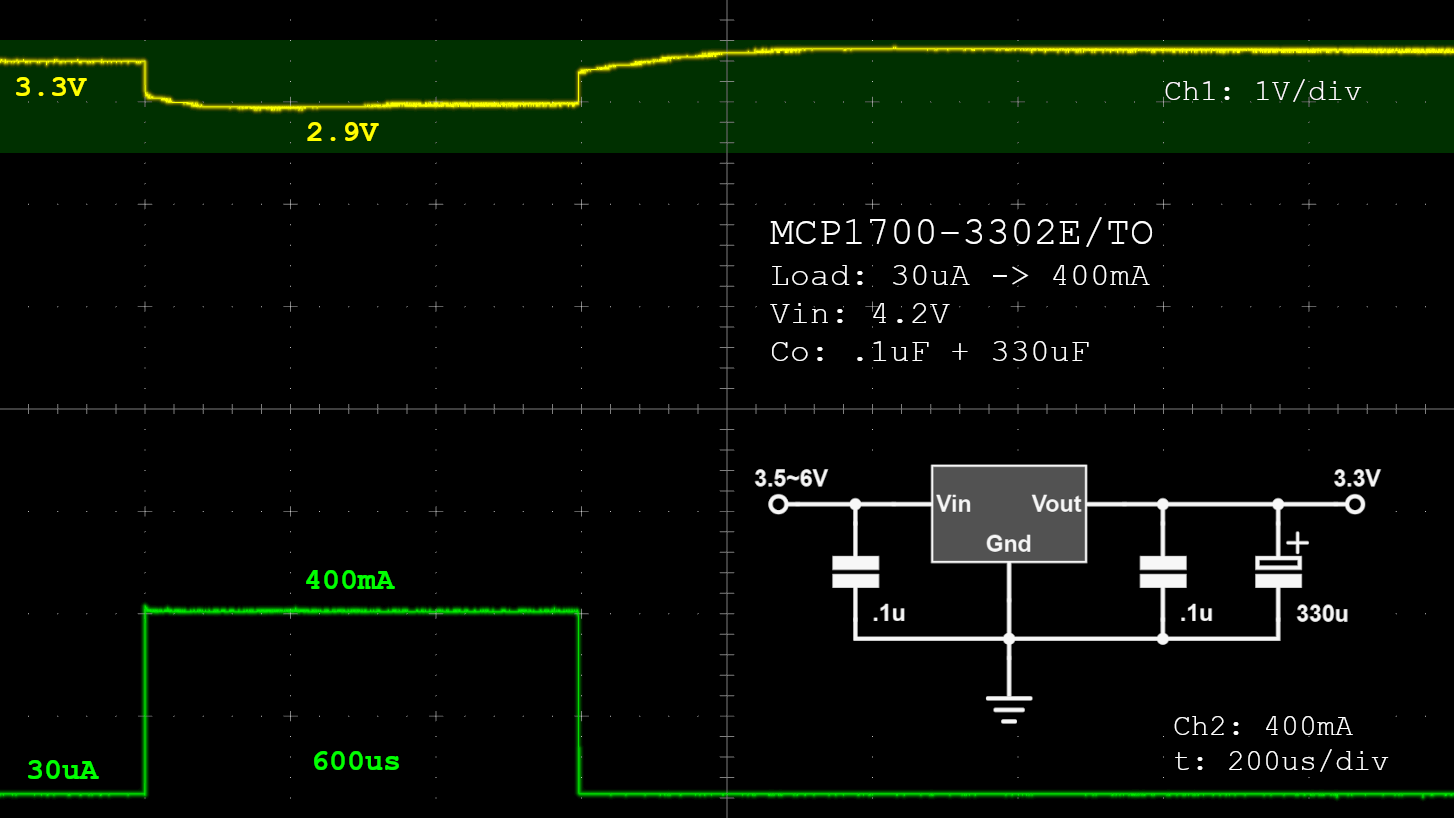 3.3V
2.9V
Ch1: 1V/div
MCP1700-3302E/TO
Load: 30uA -> 400mA
Vin: 4.2V
Co: .1uF + 330uF
3.5~6V
3.3V
Vin
Vout
Gnd
+
.1u
.1u
330u
400mA
30uA
600us
Ch2: 400mA
t: 200us/div